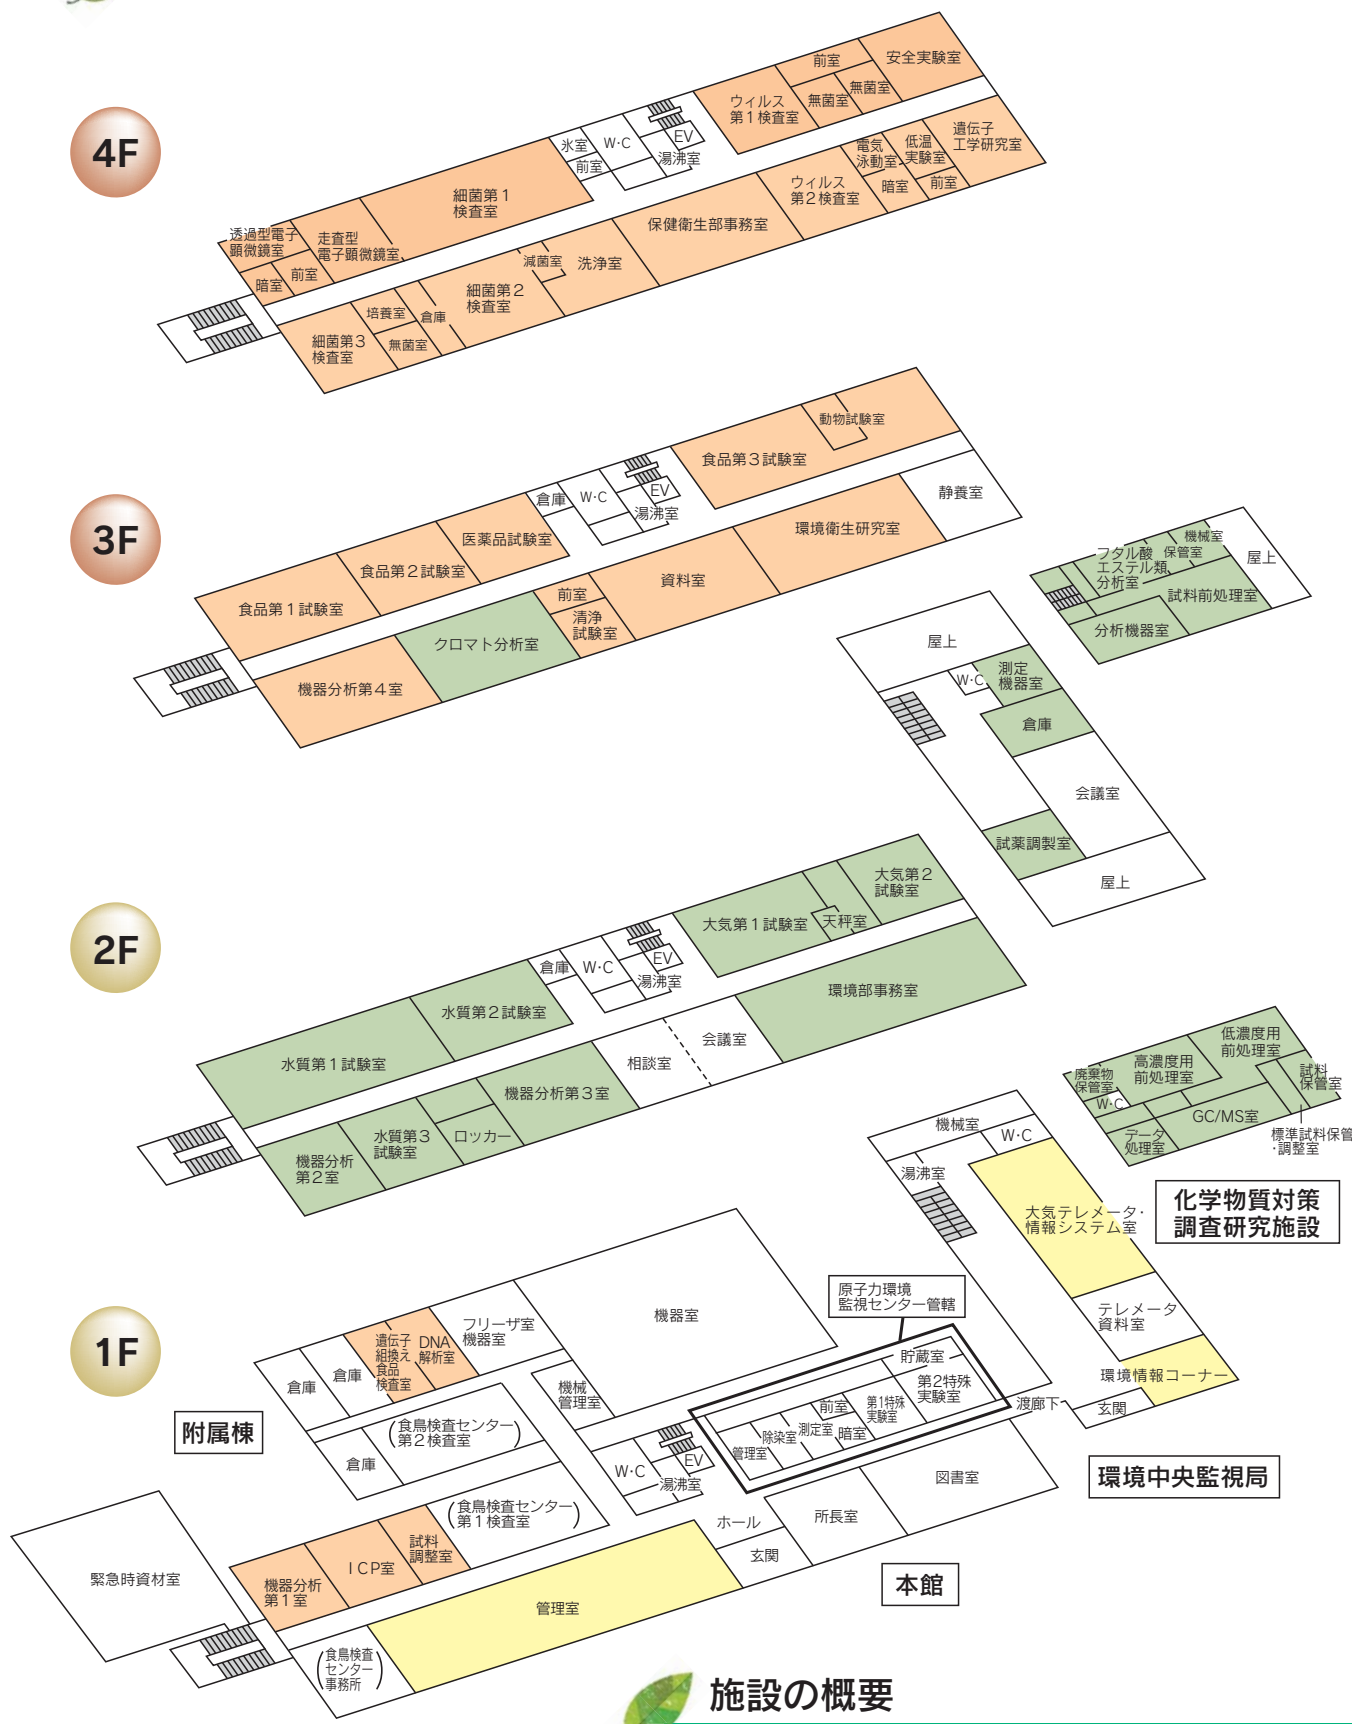 4F
安全実験室
前室
無菌室
無菌室
ウィルス
第1検査室
遺伝子
工学研究室
低温
実験室
前室
電気
泳動室
暗室
ウィルス
第2検査室
EV
湯沸室
W・C
氷室
前室
保健衛生部事務室
細菌第1
検査室
洗浄室
滅菌室
細菌第2
検査室
走査型
電子顕微鏡室
透過型電子
顕微鏡室
前室
暗室
倉庫
培養室
無菌室
細菌第3
検査室
3F
動物試験室
食品第3試験室
静養室
環境衛生研究室
EV
湯沸室
W・C
倉庫
資料室
医薬品試験室
食品第2試験室
食品第1試験室
前室
清浄
試験室
クロマト分析室
機器分析第4室
機械室
保管室
フタル酸
エステル類
分析室
屋上
試料前処理室
分析機器室
屋上
W・C
測定
機器室
倉庫
会議室
試薬調製室
屋上
2F
大気第2
試験室
天秤室
大気第1試験室
環境部事務室
EV
湯沸室
W・C
倉庫
会議室
相談室
水質第2試験室
水質第1試験室
機器分析第3室
ロッカー
水質第3
試験室
機器分析
第2室
低濃度用
前処理室
高濃度用
前処理室
廃棄物
保管室
W・C
試料
保管室
GC/MS室
データ
処理室
標準試料保管
・調整室
化学物質対策
調査研究施設
機械室
W・C
湯沸室
大気テレメータ・
情報システム室
テレメータ
資料室
環境情報コーナー
玄関
渡廊下
環境中央監視局
1F
原子力環境
監視センター管轄
機器室
フリーザ室
機器室
DNA
解析室
遺伝子
組換え
食品
検査室
倉庫
倉庫
機械
管理室
貯蔵室
第2特殊
実験室
第1特殊
実験室
前室
暗室
測定室
除染室
管理室
附属棟
(食鳥検査センター)
第2検査室
倉庫
W・C
EV
湯沸室
図書室
所長室
ホール
玄関
(食鳥検査センター)
第1検査室
試料
調整室
ICP室
機器分析
第1室
緊急時資材室
管理室
本館
(食鳥検査
センター
事務所)
施設の概要